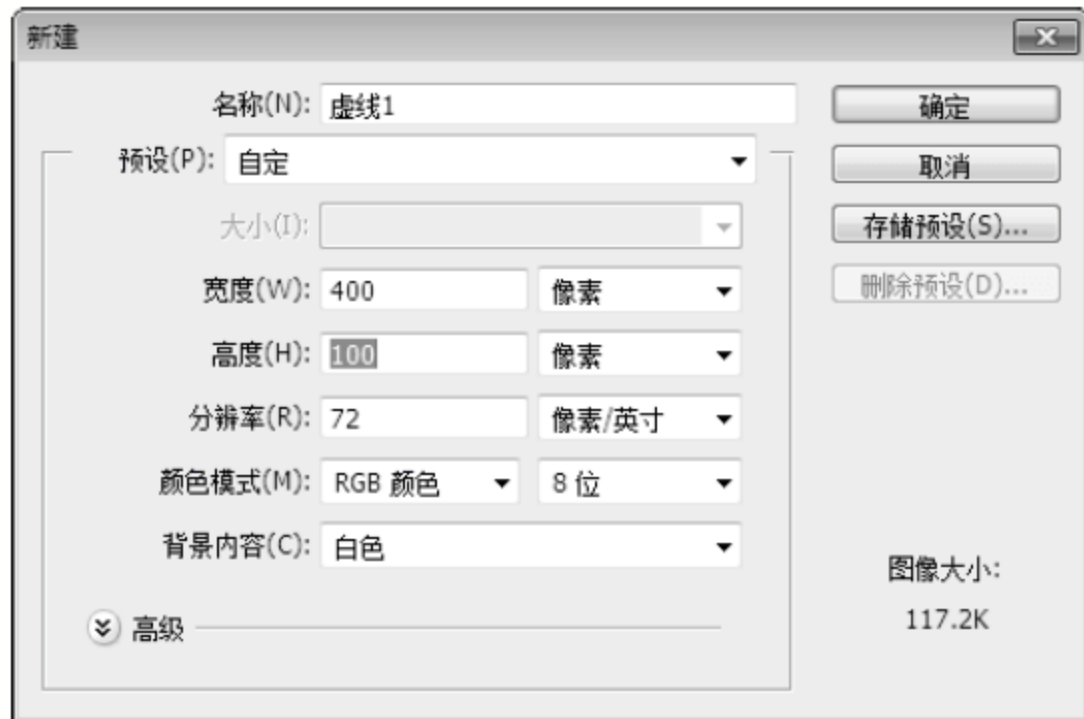 新建
名称(N): 虚线1
确定
预设(P): 自定
取消
大小(I):
存储预设(S)...
宽度(W): 400 像素
删除预设(D)...
高度(H): 100 像素
分辨率(R): 72 像素/英寸
颜色模式(M): RGB 颜色 8 位
背景内容(C): 白色
图像大小:
117.2K
高级